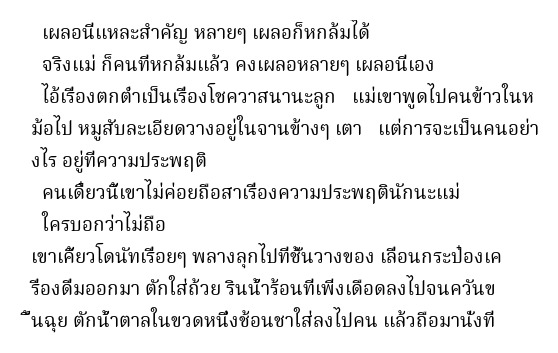 เผลอนี่แหละสำคัญ หลายๆ เผลอก็หกล้มได้
จริงแม่ ก็คนที่หกล้มแล้ว คงเผลอหลายๆ เผลอนี่เอง
ไอ้เรื่องตกต่ำเป็นเรื่องโชควาสนานะลูก แม่เขาพูดไปคนข้าวในห
ม้อไป หมูสับละเอียดวางอยู่ในจานข้างๆ เตา แต่การจะเป็นคนอย่า
งไร อยู่ที่ความประพฤติ
คนเดี๋ยวนี้เขาไม่ค่อยถือสาเรื่องความประพฤตินักนะแม่
ใครบอกว่าไม่ถือ
เขาเคี้ยวโดนัทเรื่อยๆ พลางลุกไปที่ชั้นวางของ เลื่อนกระป๋องเค
รื่องดื่มออกมา ตักใส่ถ้วย รินน้ำร้อนที่เพิ่งเดือดลงไปจนควันข
ึ้นฉุย ตักน้ำตาลในขวดหนึ่งช้อนชาใส่ลงไปคน แล้วถือมานั่งที่